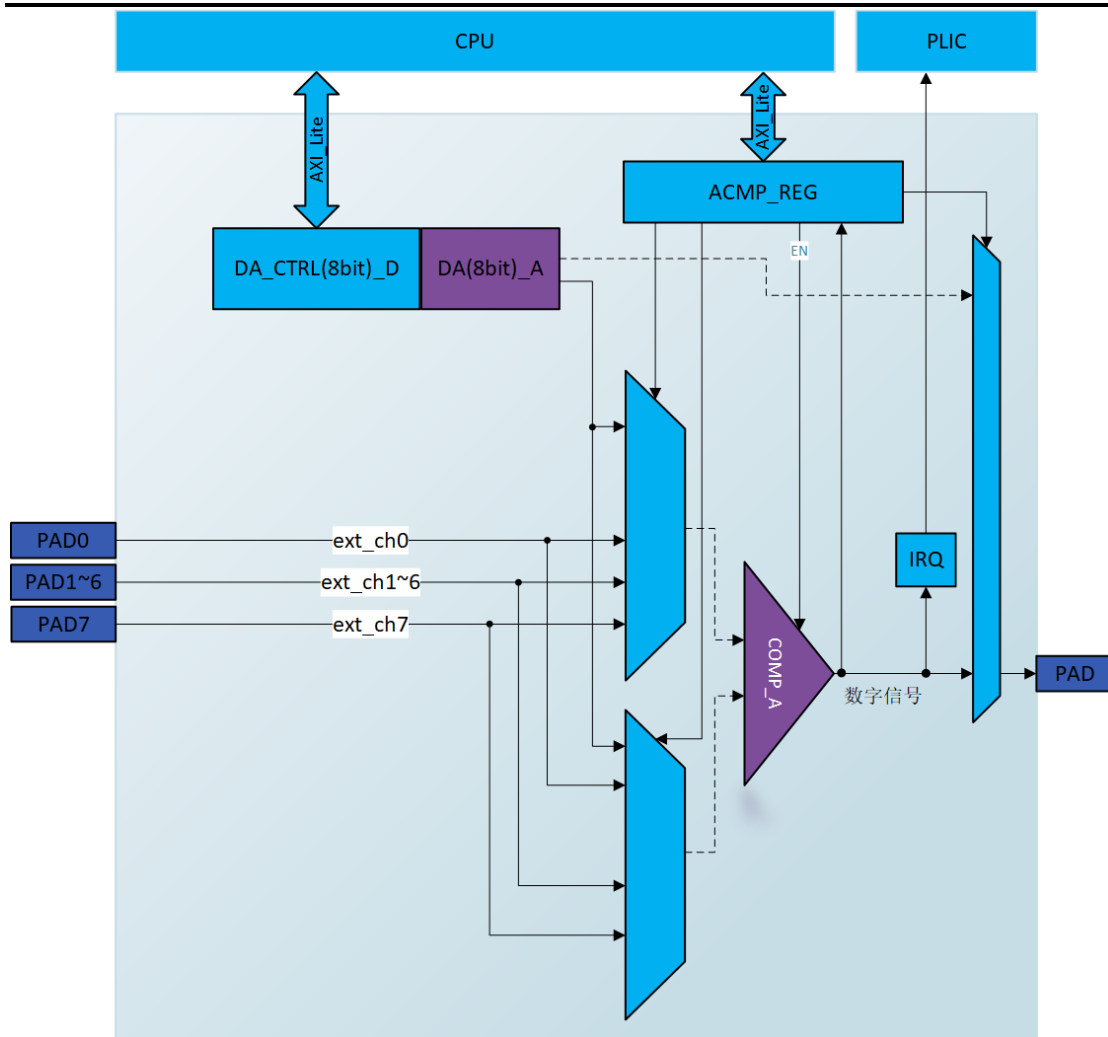 CPU
PLIC
AXI_Lite
AXI_Lite
ACMP_REG
DA_CTRL(8bit)_D
DA(8bit)_A
EN
PAD0
ext_ch0
PAD1~6
ext_ch1~6
PAD7
ext_ch7
IRQ
COMP_A
数字信号
PAD